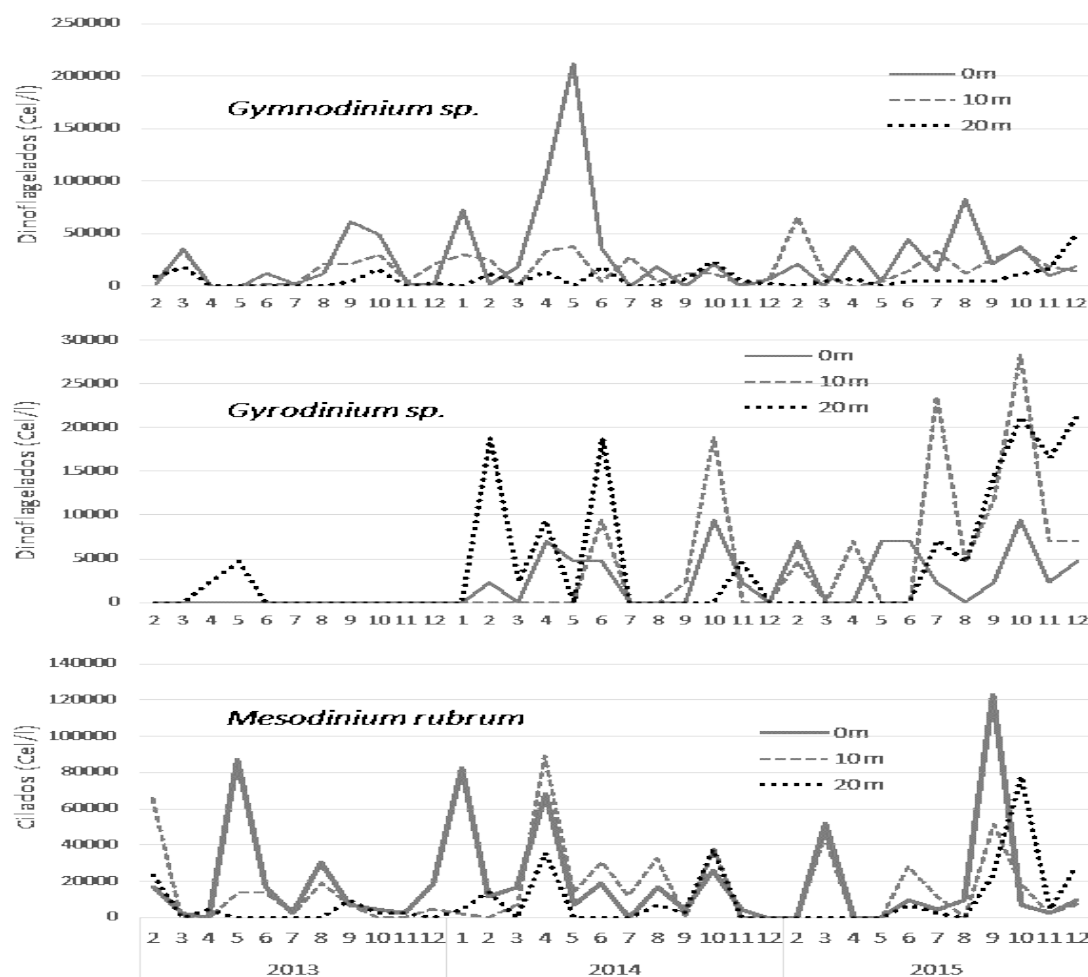 250000
200000
150000
100000
50000
0
Dinoflagelados (Cel/l)
Gymnodinium sp.
0m
10m
20m
2 3 4 5 6 7 8 9 10 11 12 1 2 3 4 5 6 7 8 9 10 11 12 2 3 4 5 6 7 8 9 10 11 12
30000
25000
20000
15000
10000
5000
0
Dinoflagelados (Cel/l)
Gyrodinium sp.
0m
10m
20m
2 3 4 5 6 7 8 9 10 11 12 1 2 3 4 5 6 7 8 9 10 11 12 2 3 4 5 6 7 8 9 10 11 12
140000
120000
100000
80000
60000
40000
20000
0
Ciliados (Cel/l)
Mesodinium rubrum
0m
10m
20m
2 3 4 5 6 7 8 9 10 11 12 1 2 3 4 5 6 7 8 9 10 11 12 2 3 4 5 6 7 8 9 10 11 12
2013 2014 2015